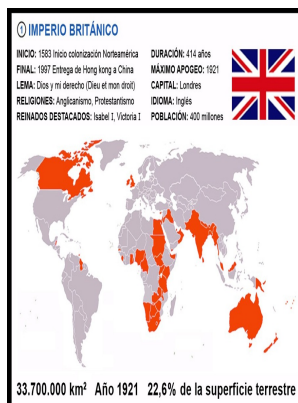 ① IMPERIO BRITÁNICO
INICIO: 1583 Inicio colonización Norteamérica
FINAL: 1997 Entrega de Hong kong a China
LEMA: Dios y mi derecho (Dieu et mon droit)
RELIGIONES: Anglicanismo, Protestantismo
REINADOS DESTACADOS: Isabel I, Victoria I
DURACIÓN: 414 años
MÁXIMO APOGEO: 1921
CAPITAL: Londres
IDIOMA: Inglés
POBLACIÓN: 400 millones
33.700.000 km² Año 1921 22,6% de la superficie terrestre